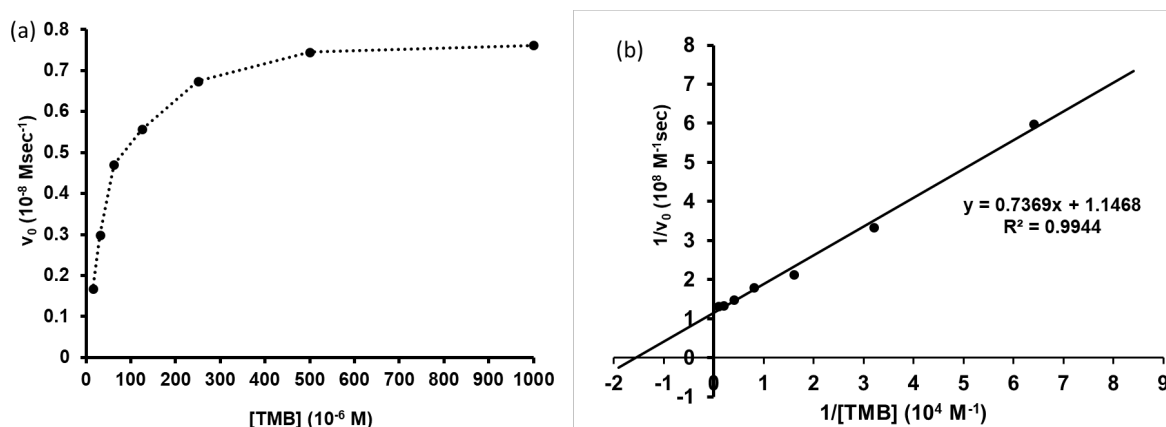 (a)
v₀ (10⁻⁸ Msec⁻¹)
0.8
0.7
0.6
0.5
0.4
0.3
0.2
0.1
0
0 100 200 300 400 500 600 700 800 900 1000
[TMB] (10⁻⁶ M)
(b)
1/v₀ (10⁸ M⁻¹sec)
8
7
6
5
4
3
2
1
0
-1
y = 0.7369x + 1.1468
R² = 0.9944
-2 -1 0 1 2 3 4 5 6 7 8 9
1/[TMB] (10⁴ M⁻¹)